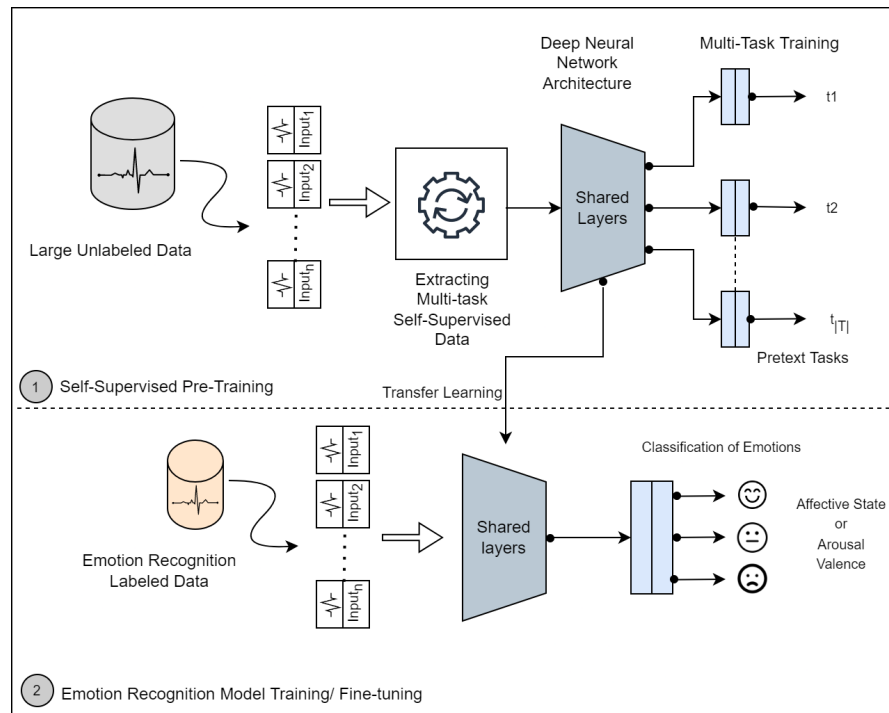 Deep Neural
Network
Architecture
Multi-Task Training
Input1
Input2
Inputn
Large Unlabeled Data
Extracting
Multi-task
Self-Supervised
Data
Shared
Layers
t1
t2
t|T|
Pretext Tasks
1 Self-Supervised Pre-Training
Transfer Learning
Input1
Input2
Inputn
Emotion Recognition
Labeled Data
Shared
layers
Classification of Emotions
Affective State
or
Arousal
Valence
2 Emotion Recognition Model Training/ Fine-tuning